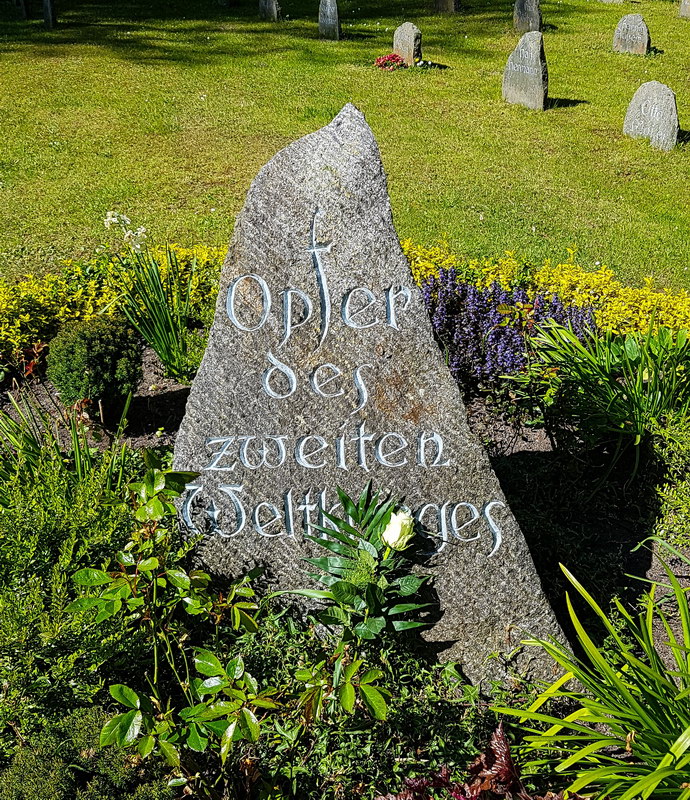 Opfer
des
zweiten
Weltkrieges